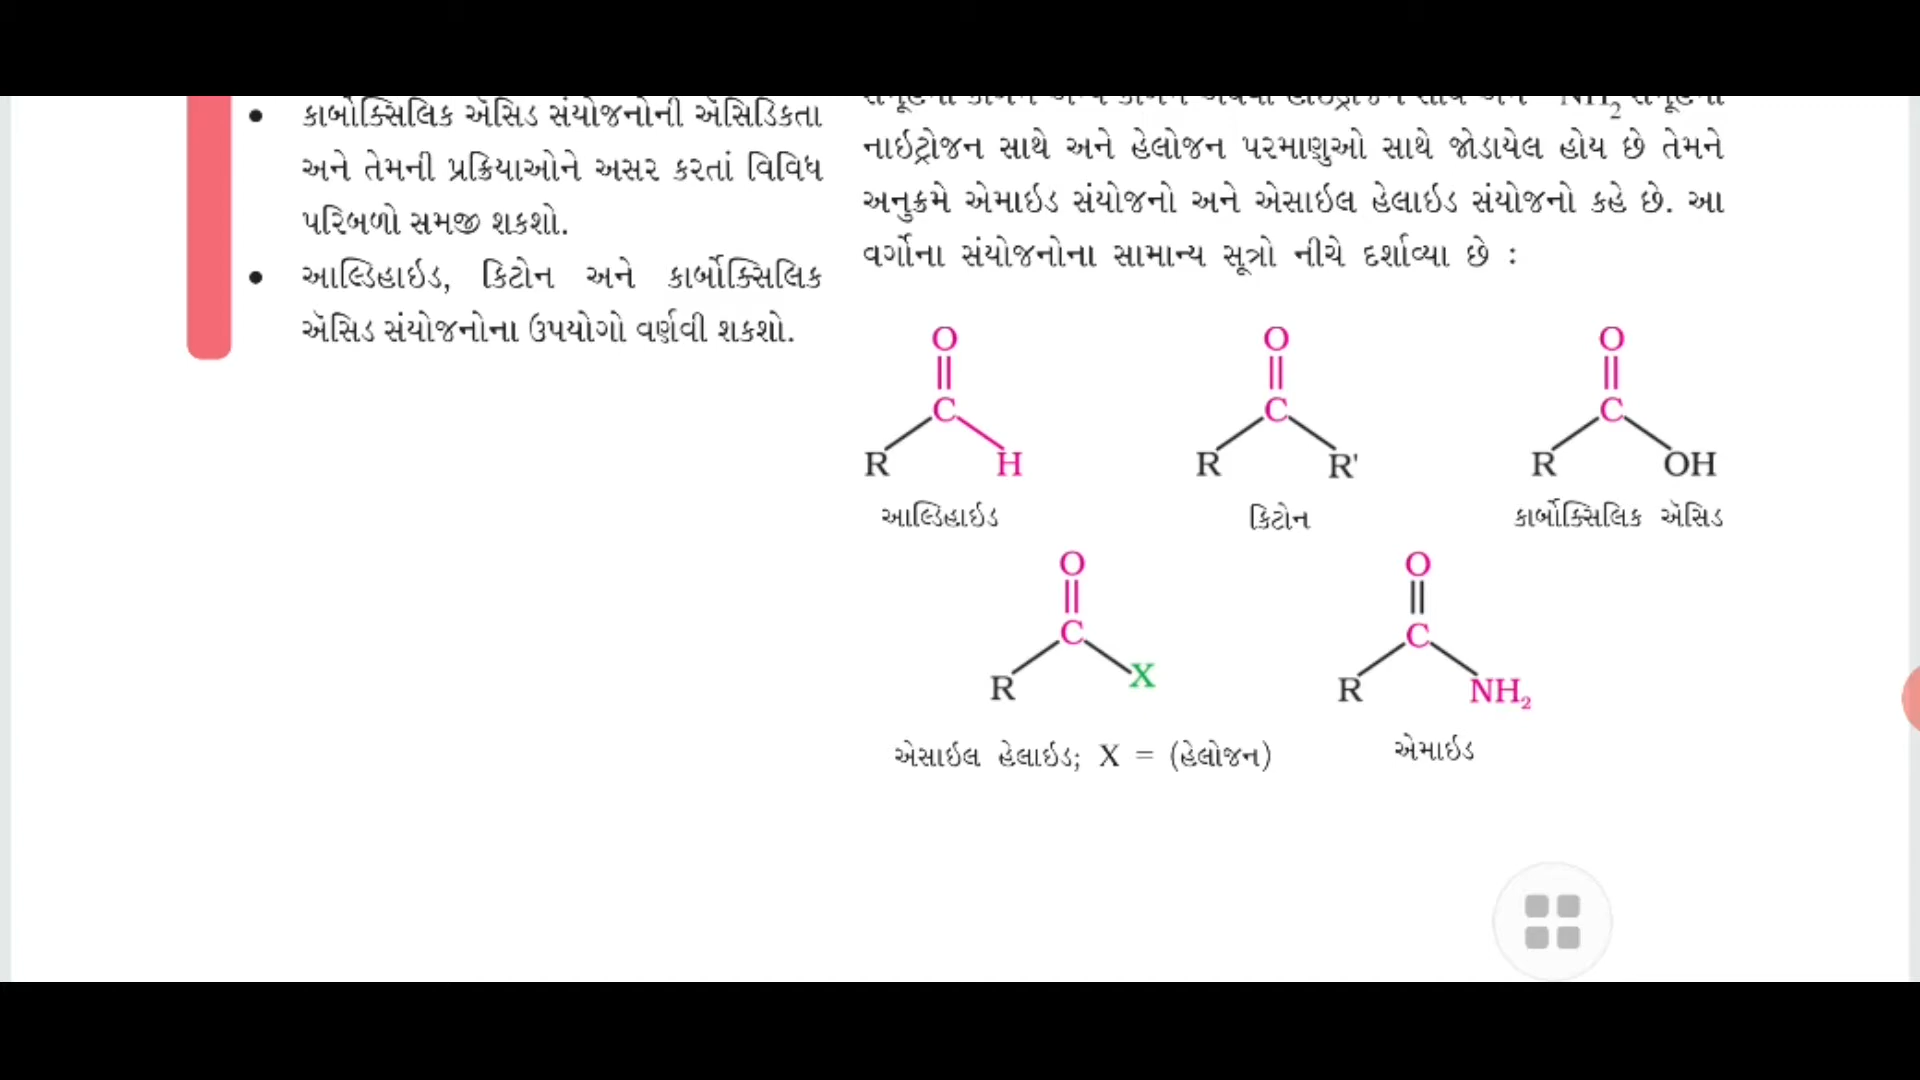 કાર્બોક્સિલિક ઍસિડ સંયોજનોની ઍસિડિકતા
અને તેમની પ્રક્રિયાઓને અસર કરતાં વિવિધ
પરિબળો સમજી શકશો.
આલ્ડિહાઇડ, કિટોન અને કાર્બોક્સિલિક
ઍસિડ સંયોજનોના ઉપયોગો વર્ણવી શકશો.
NH2
નાઇટ્રોજન સાથે અને હેલોજન પરમાણુઓ સાથે જોડાયેલ હોય છે તેમને
અનુક્રમે એમાઇડ સંયોજનો અને એસાઇલ હેલાઇડ સંયોજનો કહે છે. આ
વર્ગોના સંયોજનોના સામાન્ય સૂત્રો નીચે દર્શાવ્યા છે :
O O O
C C C
R H R R' R OH
આલ્ડિહાઇડ કિટોન કાર્બોક્સિલિક ઍસિડ
O O
C C
R X R NH2
એસાઇલ હેલાઇડ; X = (હેલોજન) એમાઇડ